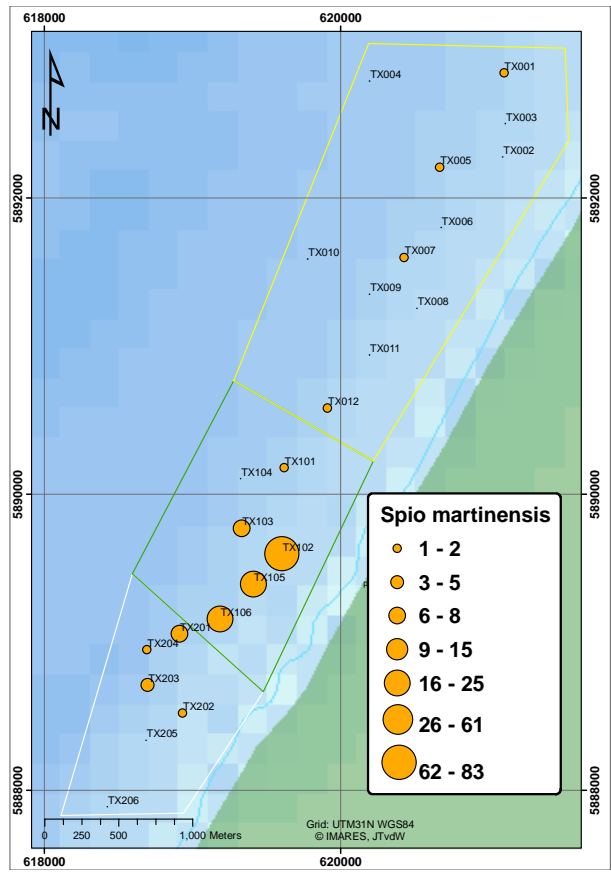 618000 620000
N
TX004
TX001
TX003
TX002
TX005
5892000 5892000
TX006
TX010
TX007
TX009
TX008
TX011
TX012
TX101
TX104
5890000 5890000
TX103
TX102
TX105
TX106
TX201
TX204
TX203
TX202
TX205
TX206
5888000 5888000
Spio martinensis
1 - 2
3 - 5
6 - 8
9 - 15
16 - 25
26 - 61
62 - 83
0 250 500 1,000 Meters
Grid: UTM31N WGS84
© IMARES, JTvdW
618000 620000